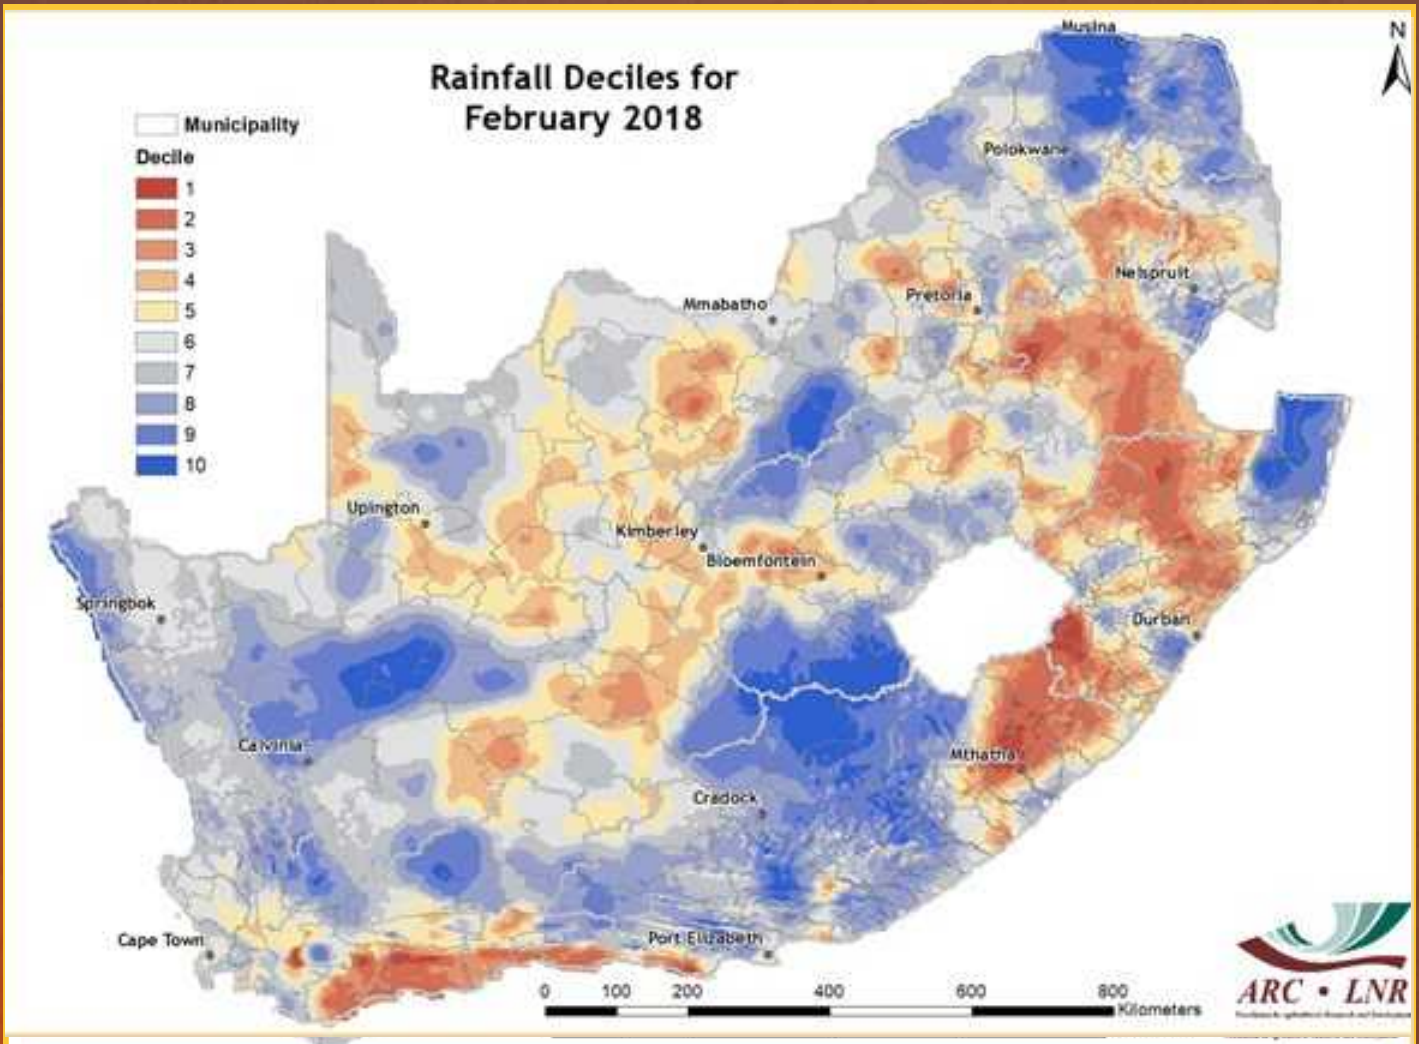 Rainfall Deciles for
February 2018
Municipality
Decile
1
2
3
4
5
6
7
8
9
10
N
Musina
Polokwane
Nelspruit
Pretoria
Mmabatho
Upington
Kimberley
Bloemfontein
Springbok
Durban
Calvinia
Mthatha
Cradock
Cape Town
Port Elizabeth
0 100 200 400 600 800
Kilometers
ARC • LNR